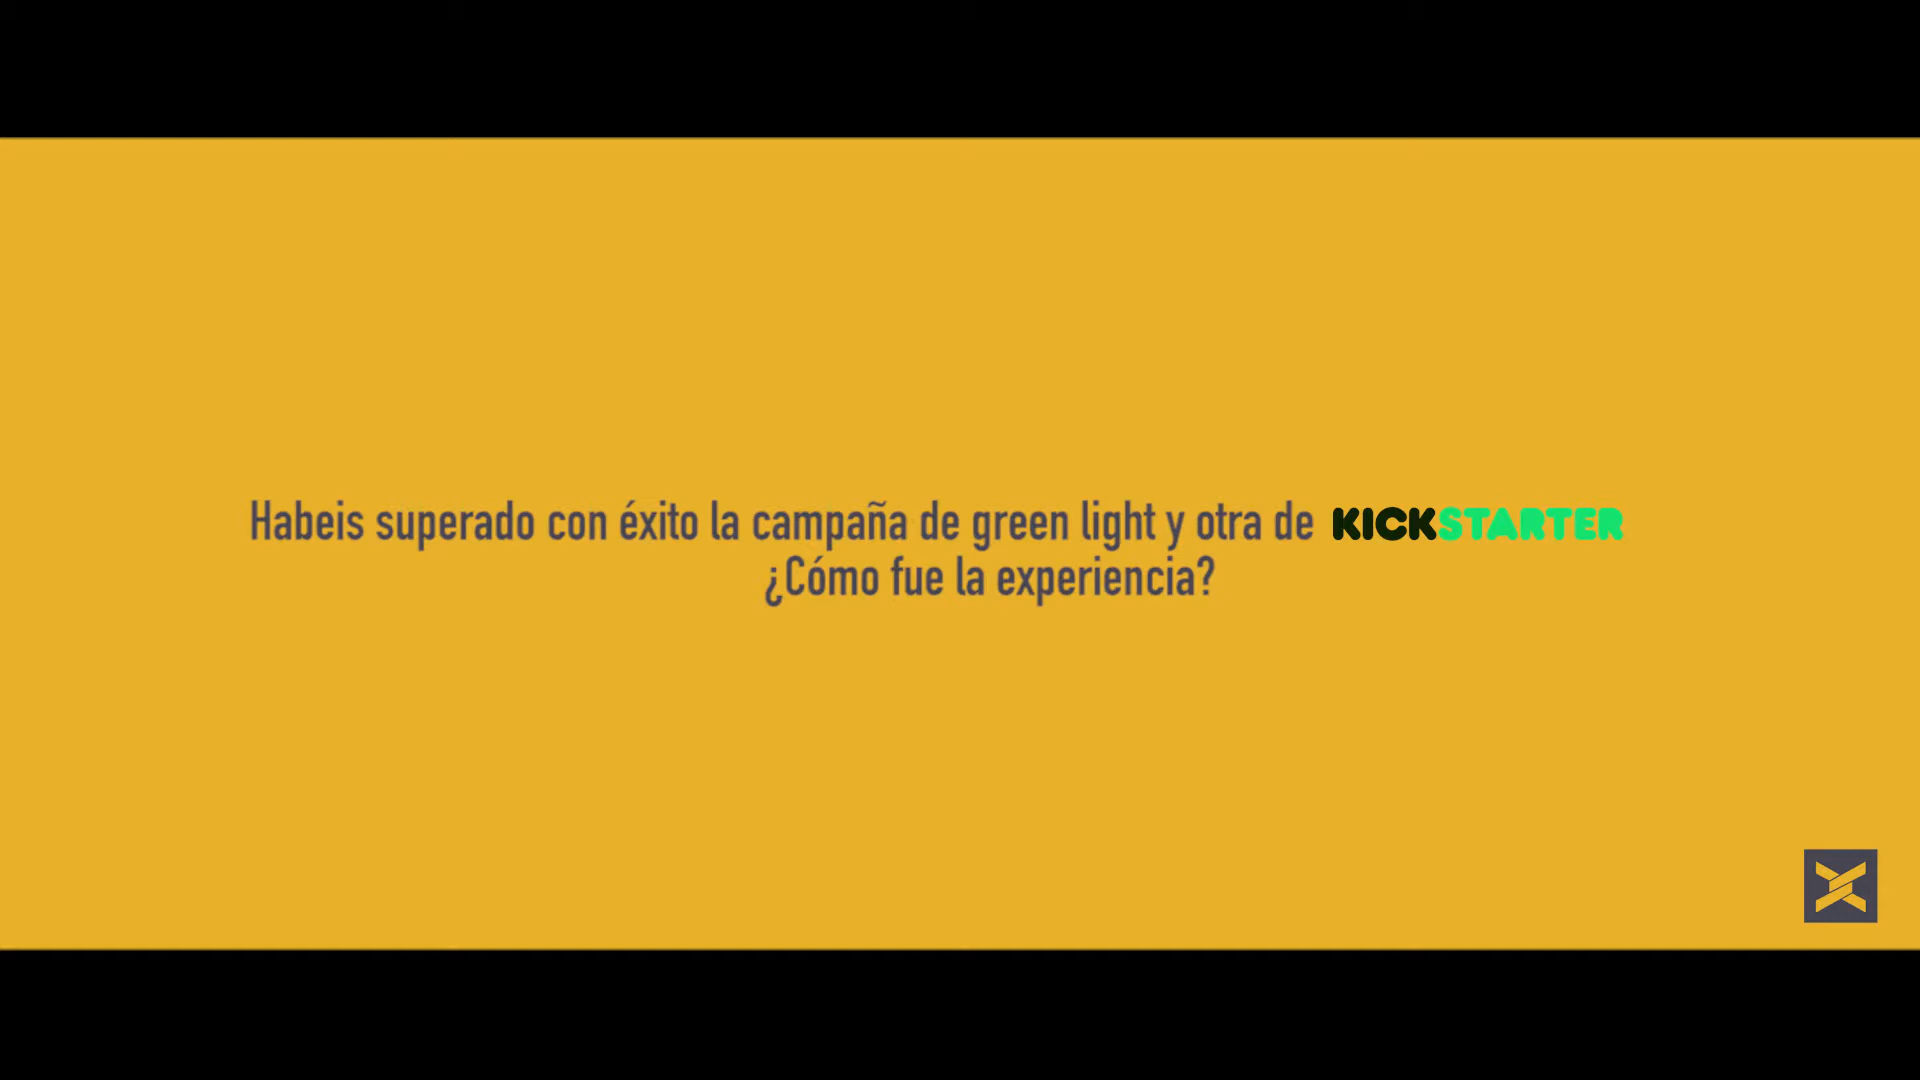 Habeis superado con éxito la campaña de green light y otra de KICKSTARTER
¿Cómo fue la experiencia?